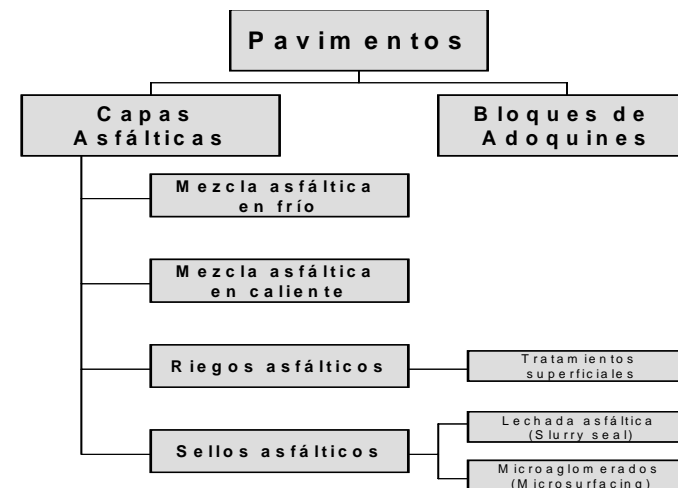 Pavimentos
Capas
Asfálticas
Bloques de
Adoquines
Mezcla asfáltica
en frío
Mezcla asfáltica
en caliente
Riegos asfálticos
Tratamientos
superficiales
Sellos asfálticos
Lechada asfáltica
(Slurry seal)
Microaglomerados
(Microsurfacing)